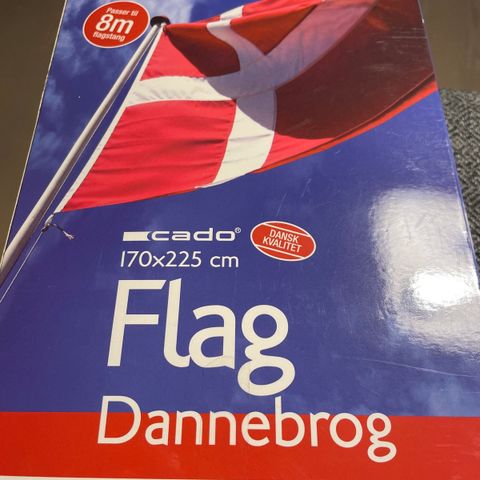 Passer til
8m
flagstang
cado®
DANSK
KVALITET
170x225 cm
Flag
Dannebrog